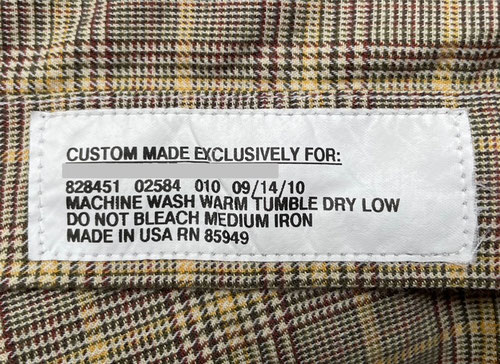 CUSTOM MADE EXCLUSIVELY FOR:
828451 02584 010 09/14/10
MACHINE WASH WARM TUMBLE DRY LOW
DO NOT BLEACH MEDIUM IRON
MADE IN USA RN 85949